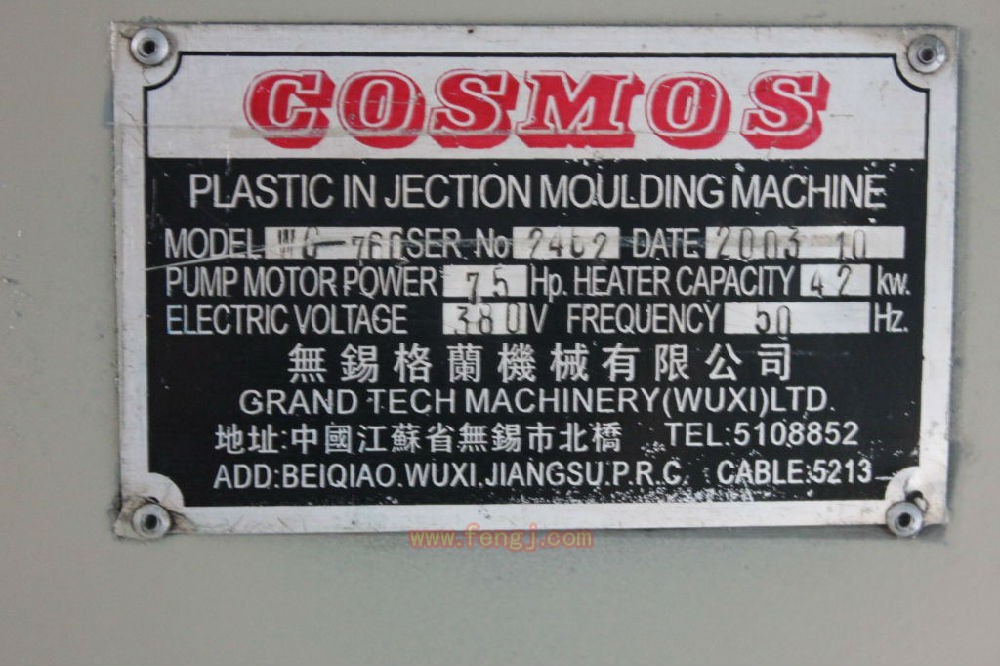 COSMOS
PLASTIC IN JECTION MOULDING MACHINE
MODEL WG-760 SER No 2402 DATE 2003-10
PUMP MOTOR POWER 75 Hp. HEATER CAPACITY 42 kw.
ELECTRIC VOLTAGE 380 V FREQUENCY 50 Hz.
無錫格蘭機械有限公司
GRAND TECH MACHINERY(WUXI)LTD.
地址:中國江蘇省無錫市北橋 TEL:5108852
ADD:BEIQIAO.WUXI.JIANGSU.P.R.C. CABLE:5213
www.fengj.com